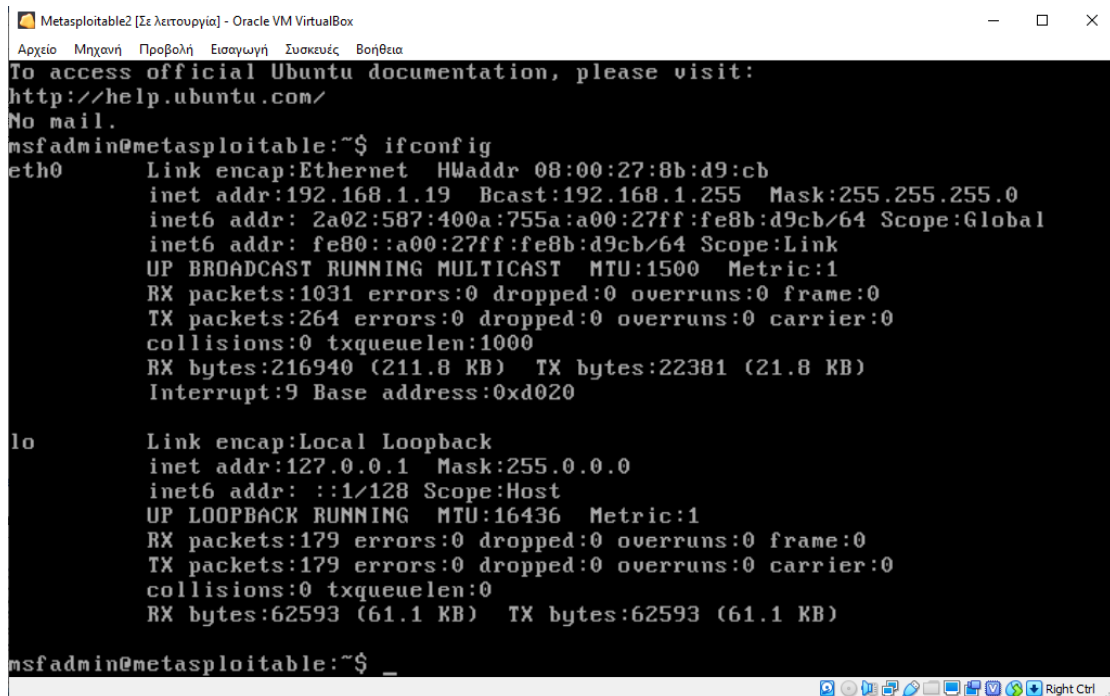 Metasploitable2 [Σε λειτουργία] - Oracle VM VirtualBox
Αρχείο Μηχανή Προβολή Εισαγωγή Συσκευές Βοήθεια
To access official Ubuntu documentation, please visit:
http://help.ubuntu.com/
No mail.
msfadmin@metasploitable:~$ ifconfig
eth0 Link encap:Ethernet HWaddr 08:00:27:8b:d9:cb
inet addr:192.168.1.19 Bcast:192.168.1.255 Mask:255.255.255.0
inet6 addr: 2a02:587:400a:755a:a00:27ff:fe8b:d9cb/64 Scope:Global
inet6 addr: fe80::a00:27ff:fe8b:d9cb/64 Scope:Link
UP BROADCAST RUNNING MULTICAST MTU:1500 Metric:1
RX packets:1031 errors:0 dropped:0 overruns:0 frame:0
TX packets:264 errors:0 dropped:0 overruns:0 carrier:0
collisions:0 txqueuelen:1000
RX bytes:216940 (211.8 KB) TX bytes:22381 (21.8 KB)
Interrupt:9 Base address:0xd020
lo Link encap:Local Loopback
inet addr:127.0.0.1 Mask:255.0.0.0
inet6 addr: ::1/128 Scope:Host
UP LOOPBACK RUNNING MTU:16436 Metric:1
RX packets:179 errors:0 dropped:0 overruns:0 frame:0
TX packets:179 errors:0 dropped:0 overruns:0 carrier:0
collisions:0 txqueuelen:0
RX bytes:62593 (61.1 KB) TX bytes:62593 (61.1 KB)
msfadmin@metasploitable:~$ _
Right Ctrl